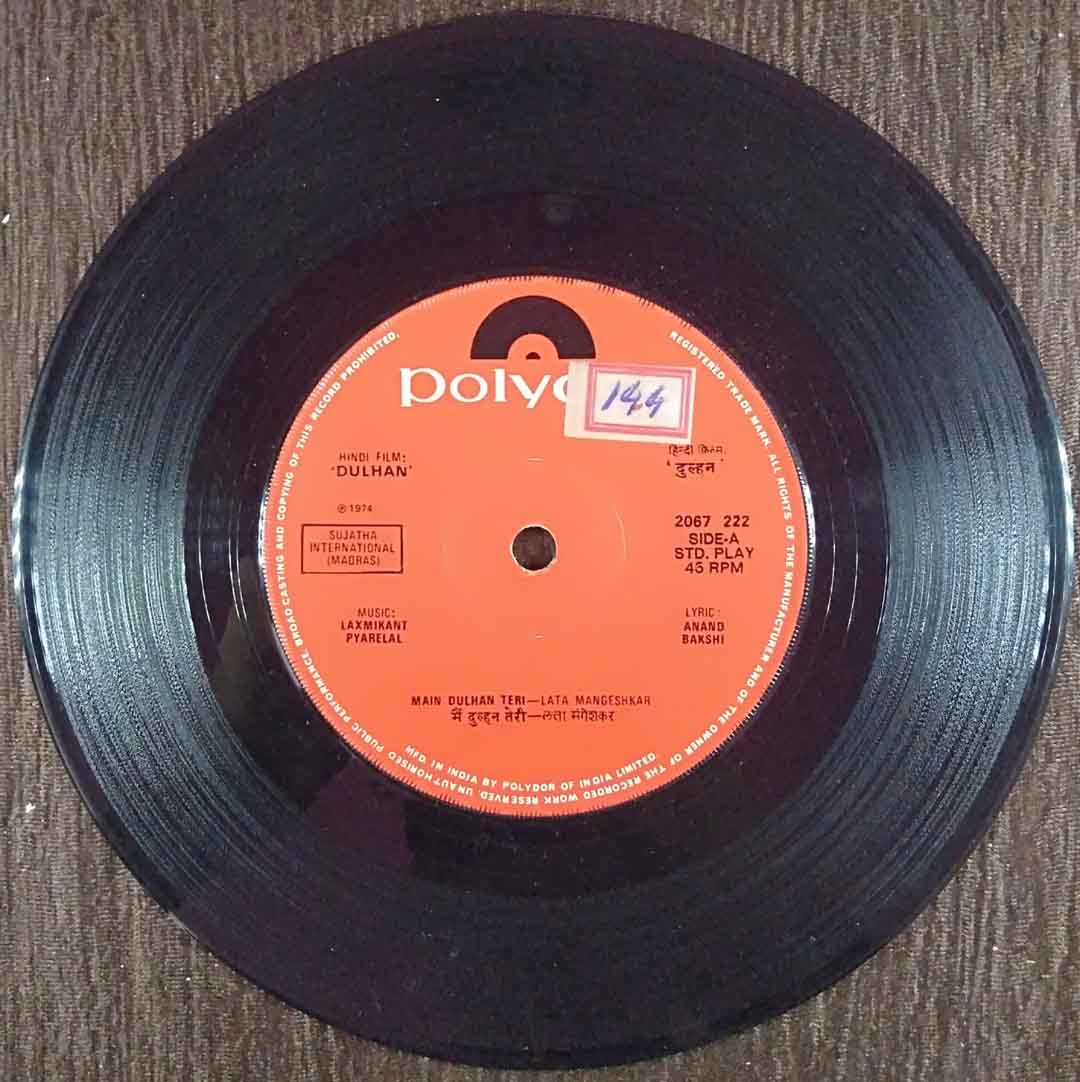 polydo
144
HINDI FILM:
'DULHAN'
हिन्दी फ़िल्म:
'दुल्हन'
℗ 1974
SUJATHA
INTERNATIONAL
(MADRAS)
2067 222
SIDE-A
STD. PLAY
45 RPM
MUSIC:
LAXMIKANT
PYARELAL
LYRIC:
ANAND
BAKSHI
MAIN DULHAN TERI—LATA MANGESHKAR
मैं दुल्हन तेरी—लता मंगेशकर
REGISTERED TRADE MARK. ALL RIGHTS OF THE MANUFACTURER AND OF THE OWNER OF THE RECORDED WORK RESERVED. UNAUTHORISED PUBLIC PERFORMANCE, BROADCASTING AND COPYING OF THIS RECORD PROHIBITED.
MFD. IN INDIA BY POLYDOR OF INDIA LIMITED.